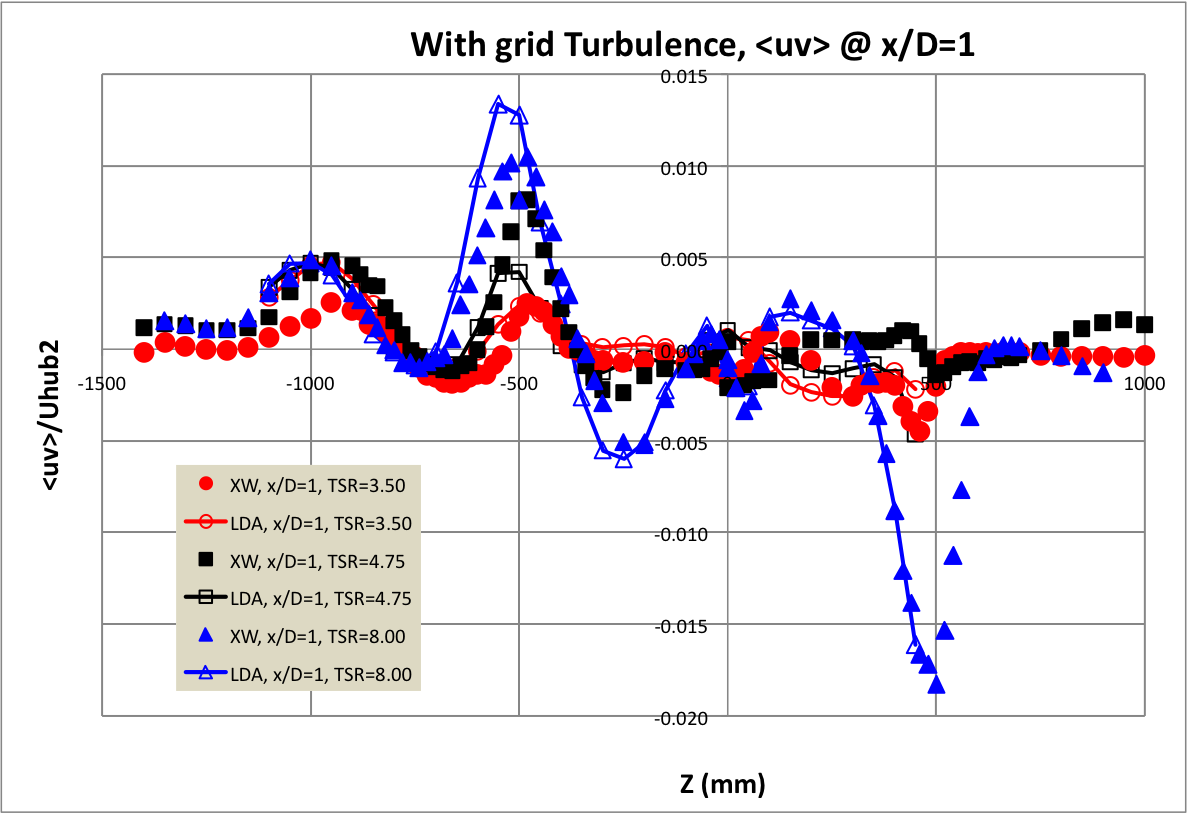 With grid Turbulence, <uv> @ x/D=1
0.015
0.010
0.005
0.000
-1500
-1000
-500
500
1000
-0.005
-0.010
-0.015
-0.020
<uv>/Uhub2
XW, x/D=1, TSR=3.50
LDA, x/D=1, TSR=3.50
XW, x/D=1, TSR=4.75
LDA, x/D=1, TSR=4.75
XW, x/D=1, TSR=8.00
LDA, x/D=1, TSR=8.00
Z (mm)